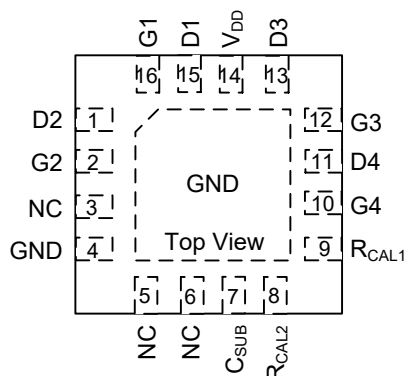 G1 D1 VDD D3
16 15 14 13
D2 1 12 G3
G2 2 11 D4
NC 3 10 G4
GND 4 9 RCAL1
GND
Top View
5 6 7 8
NC NC CSUB RCAL2